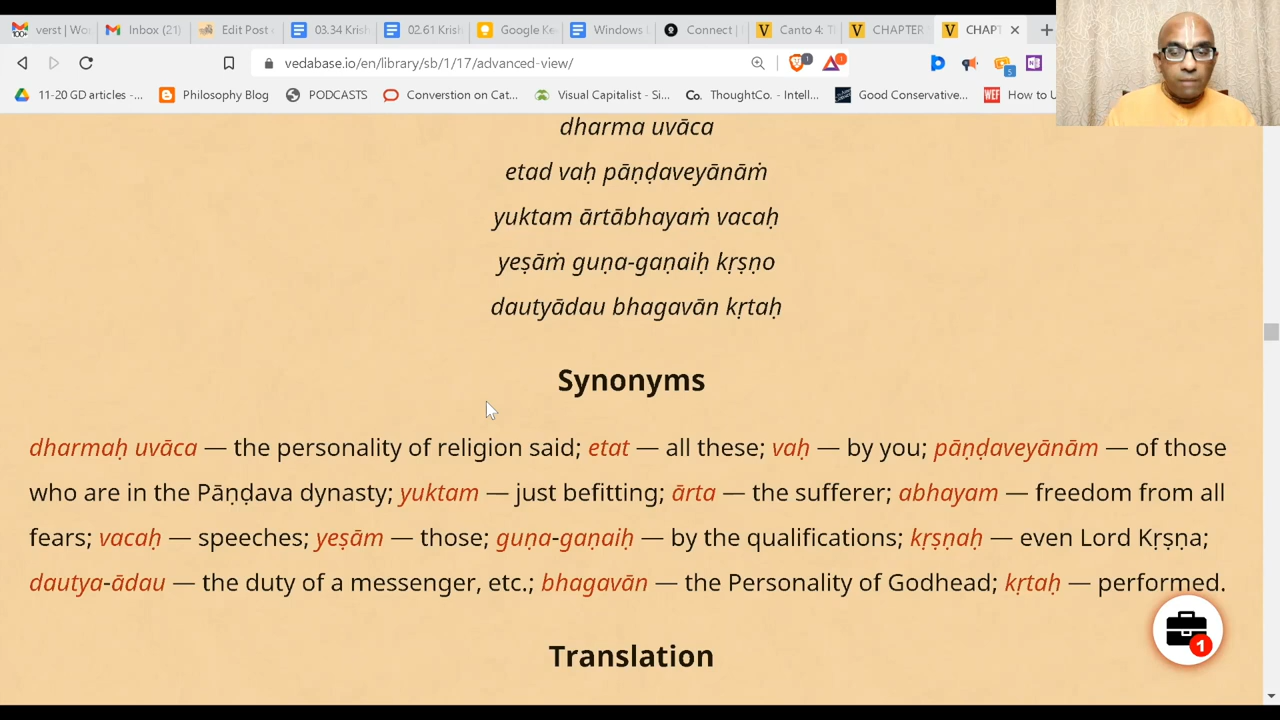 verst | Wo
Inbox (21)
Edit Post
03.34 Krish
02.61 Krish
Google Ke
Windows
Connect |
Canto 4: T
CHAPTER
CHAPT
vedabase.io/en/library/sb/1/17/advanced-view/
11-20 GD articles -...
Philosophy Blog
PODCASTS
Converstion on Cat...
Visual Capitalist - Si...
Co. ThoughtCo. - Intell...
Good Conservative...
WEF How to U
dharma uvāca
etad vaḥ pāṇḍaveyānāṁ
yuktam ārtābhayaṁ vacaḥ
yeṣāṁ guṇa-gaṇaiḥ kṛṣṇo
dautyādau bhagavān kṛtaḥ
Synonyms
dharmaḥ uvāca — the personality of religion said; etat — all these; vaḥ — by you; pāṇḍaveyānām — of those
who are in the Pāṇḍava dynasty; yuktam — just befitting; ārta — the sufferer; abhayam — freedom from all
fears; vacaḥ — speeches; yeṣām — those; guṇa-gaṇaiḥ — by the qualifications; kṛṣṇaḥ — even Lord Kṛṣṇa;
dautya-ādau — the duty of a messenger, etc.; bhagavān — the Personality of Godhead; kṛtaḥ — performed.
1
Translation